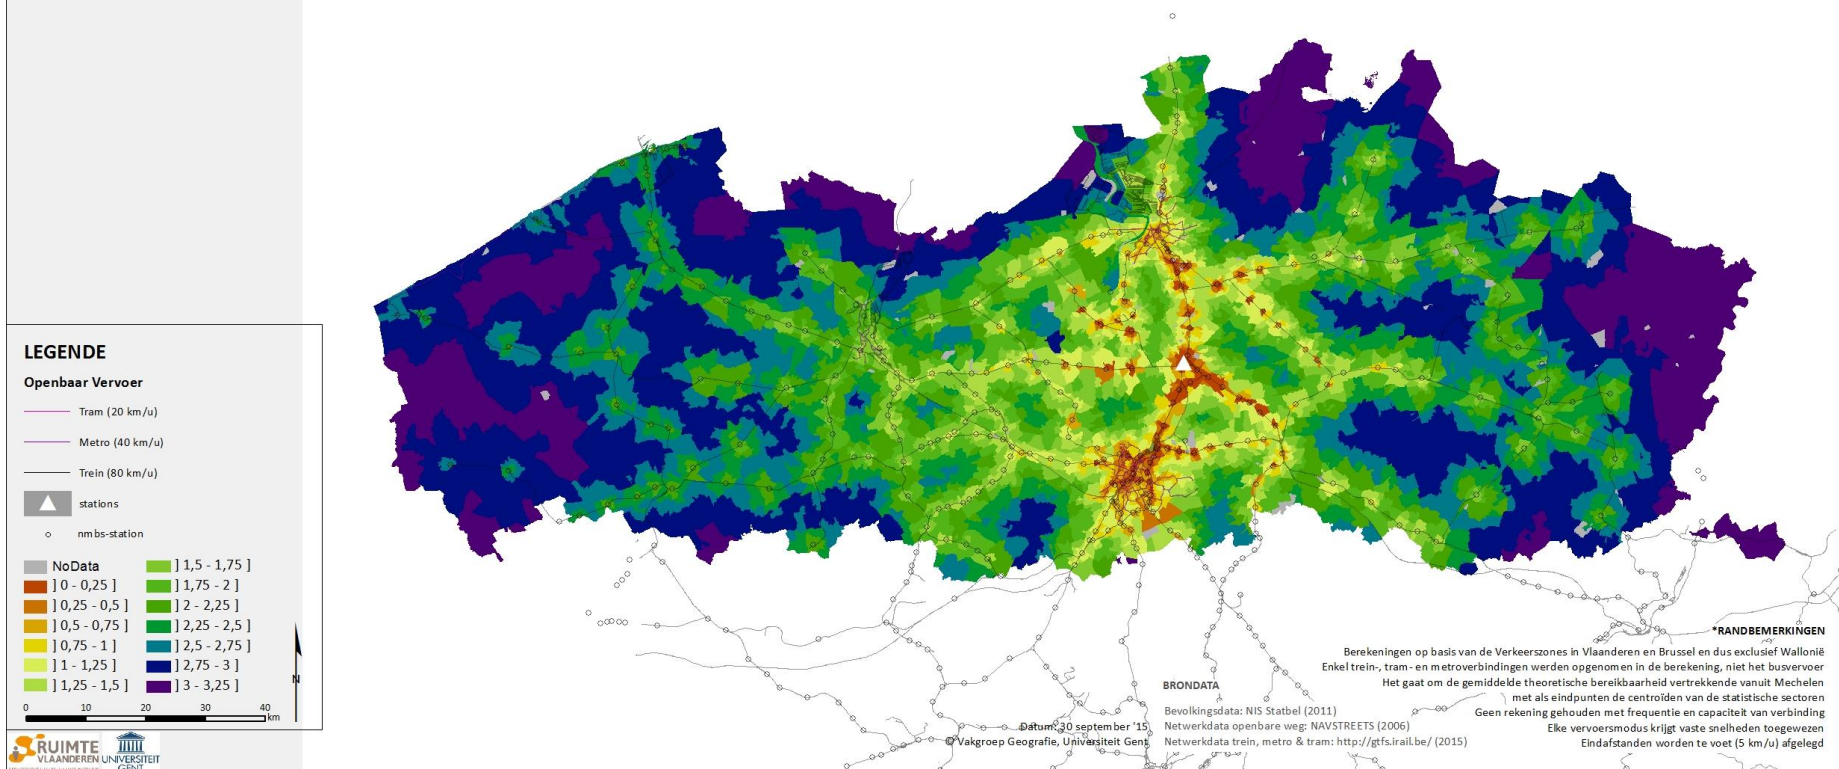 LEGENDE
Openbaar Vervoer
Tram (20 km/u)
Metro (40 km/u)
Trein (80 km/u)
stations
nmbs-station
NoData
] 0 - 0,25 ]
] 0,25 - 0,5 ]
] 0,5 - 0,75 ]
] 0,75 - 1 ]
] 1 - 1,25 ]
] 1,25 - 1,5 ]
] 1,5 - 1,75 ]
] 1,75 - 2 ]
] 2 - 2,25 ]
] 2,25 - 2,5 ]
] 2,5 - 2,75 ]
] 2,75 - 3 ]
] 3 - 3,25 ]
N
0 10 20 30 40
km
RUIMTE
VLAANDEREN
UNIVERSITEIT
GENT
Datum: 30 september '15
© Vakgroep Geografie, Universiteit Gent
BRONDATA
Bevolkingsdata: NIS Statbel (2011)
Netwerkdata openbare weg: NAVSTREETS (2006)
Netwerkdata trein, metro & tram: http://gtfs.irail.be/ (2015)
*RANDBEMERKINGEN
Berekeningen op basis van de Verkeerszones in Vlaanderen en Brussel en dus exclusief Wallonië
Enkel trein-, tram- en metroverbindingen werden opgenomen in de berekening, niet het busvervoer
Het gaat om de gemiddelde theoretische bereikbaarheid vertrekkende vanuit Mechelen
met als eindpunten de centroïden van de statistische sectoren
Geen rekening gehouden met frequentie en capaciteit van verbinding
Elke vervoersmodus krijgt vaste snelheden toegewezen
Eindafstanden worden te voet (5 km/u) afgelegd